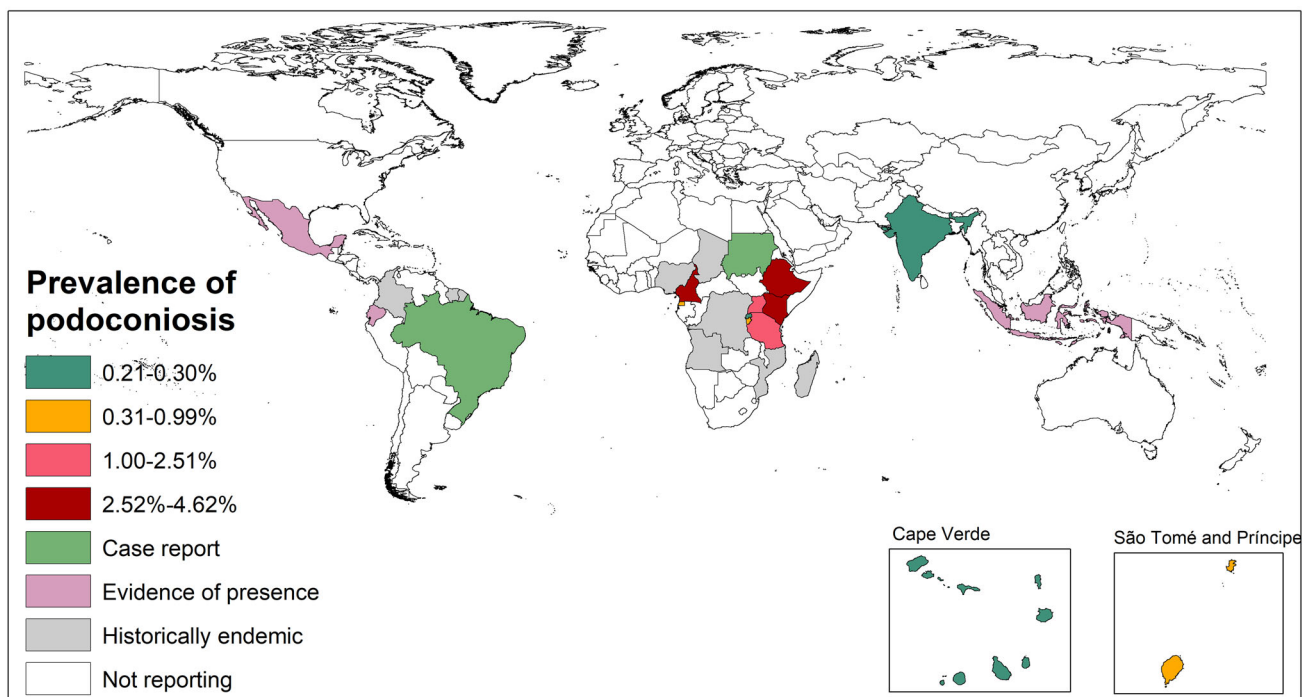 Prevalence of
podoconiosis
0.21-0.30%
0.31-0.99%
1.00-2.51%
2.52%-4.62%
Case report
Evidence of presence
Historically endemic
Not reporting
Cape Verde
São Tomé and Príncipe